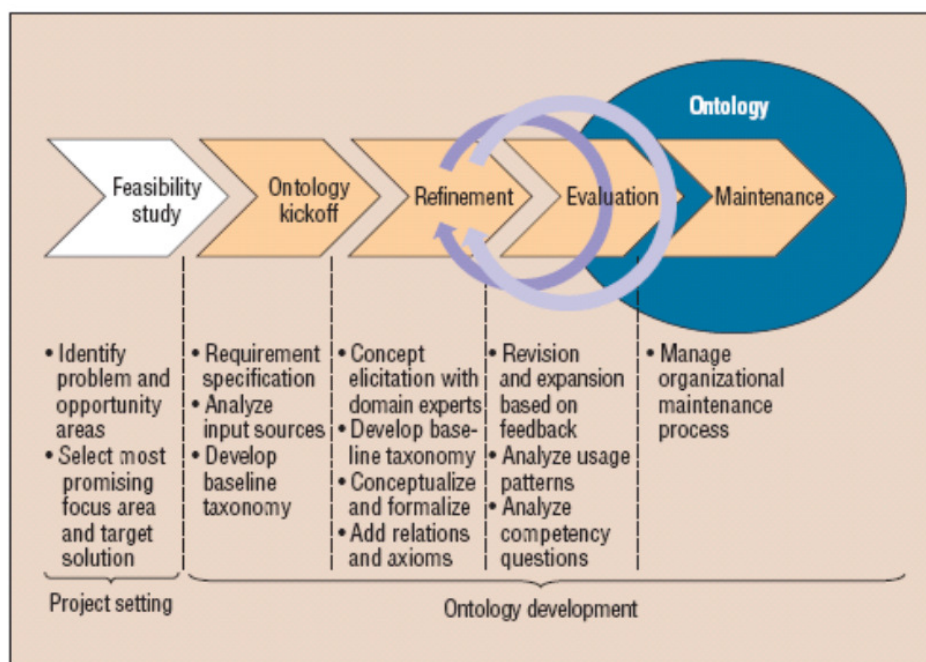 Ontology
Feasibility
study
Ontology
kickoff
Refinement
Evaluation
Maintenance
• Identify
problem and
opportunity
areas
• Select most
promising
focus area
and target
solution
• Requirement
specification
• Analyze
input sources
• Develop
baseline
taxonomy
• Concept
elicitation with
domain experts
• Develop base-
line taxonomy
• Conceptualize
and formalize
• Add relations
and axioms
• Revision
and expansion
based on
feedback
• Analyze usage
patterns
• Analyze
competency
questions
• Manage
organizational
maintenance
process
Project setting
Ontology development